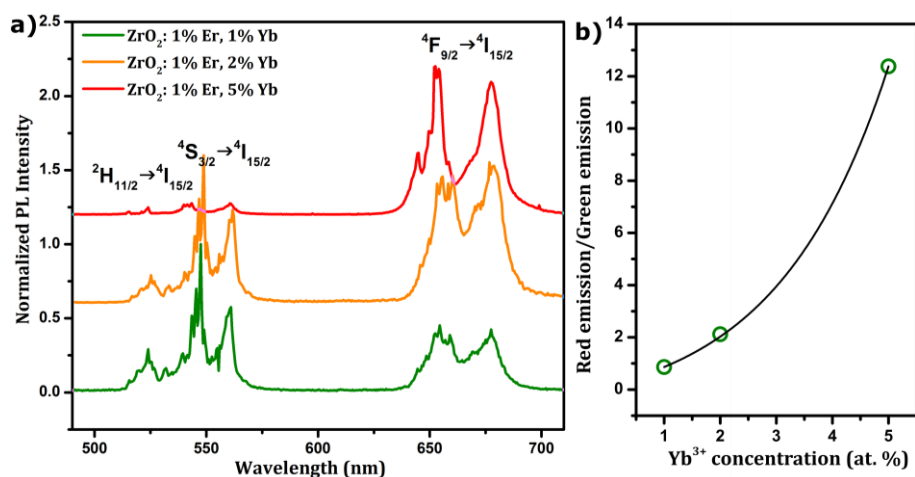 a)
ZrO₂: 1% Er, 1% Yb
ZrO₂: 1% Er, 2% Yb
ZrO₂: 1% Er, 5% Yb
⁴F₉/₂→⁴I₁₅/₂
⁴S₃/₂→⁴I₁₅/₂
²H₁₁/₂→⁴I₁₅/₂
Normalized PL Intensity
2.5
2.0
1.5
1.0
0.5
0.0
500 550 600 650 700
Wavelength (nm)
b)
Red emission/Green emission
14
12
10
8
6
4
2
0
1 2 3 4 5
Yb³⁺ concentration (at. %)